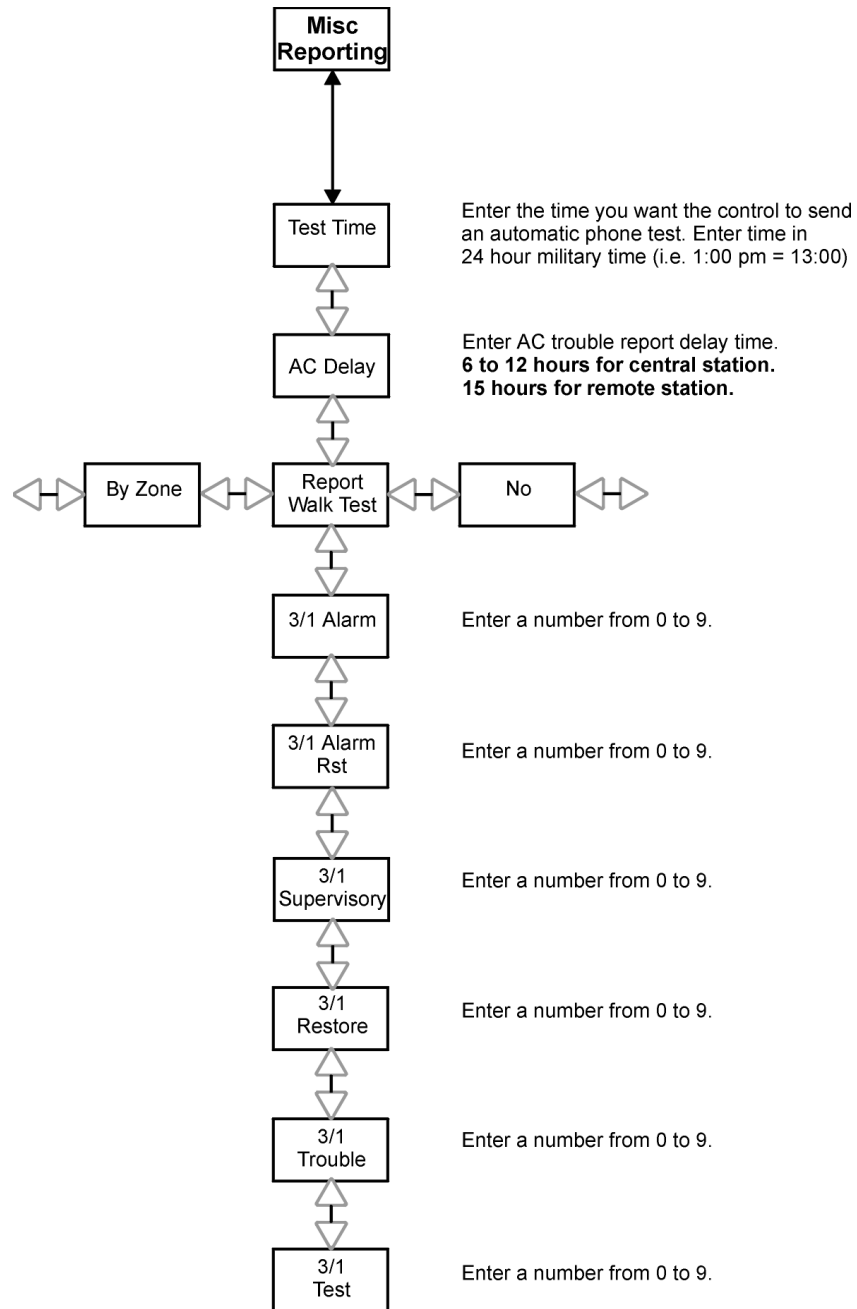 Misc
Reporting
Test Time
Enter the time you want the control to send
an automatic phone test. Enter time in
24 hour military time (i.e. 1:00 pm = 13:00)
AC Delay
Enter AC trouble report delay time.
6 to 12 hours for central station.
15 hours for remote station.
By Zone
Report
Walk Test
No
3/1 Alarm
Enter a number from 0 to 9.
3/1 Alarm
Rst
Enter a number from 0 to 9.
3/1
Supervisory
Enter a number from 0 to 9.
3/1
Restore
Enter a number from 0 to 9.
3/1
Trouble
Enter a number from 0 to 9.
3/1
Test
Enter a number from 0 to 9.